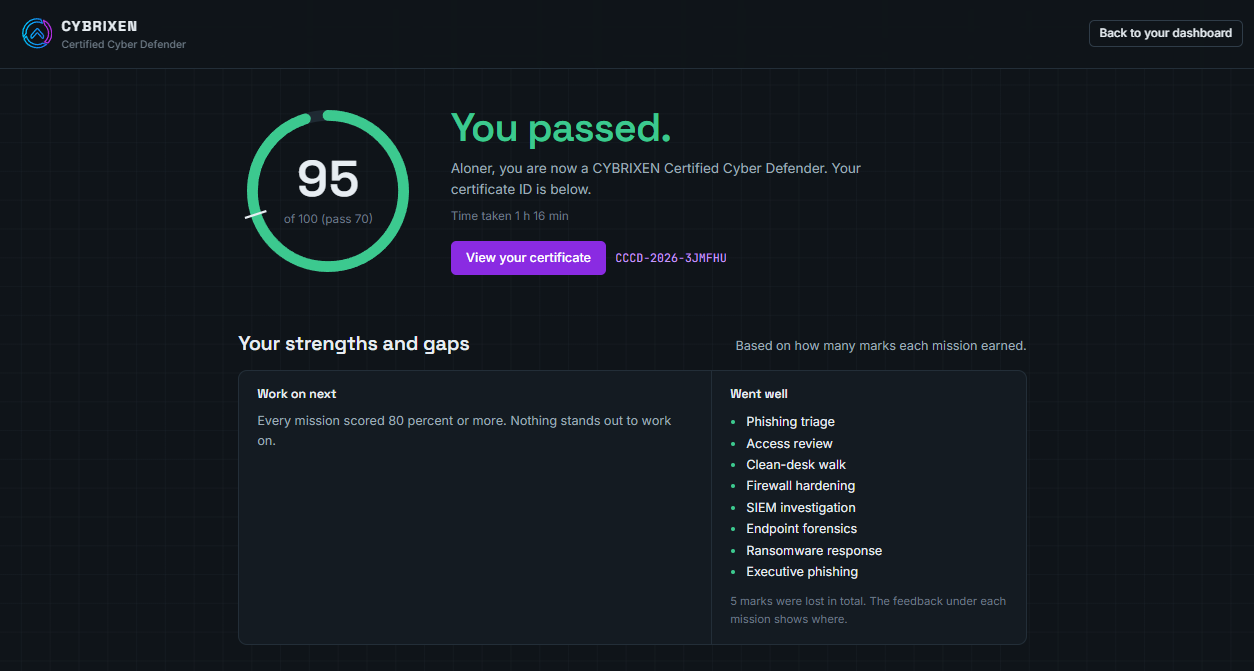 CYBRIXEN
Certified Cyber Defender
Back to your dashboard
95
of 100 (pass 70)
You passed.
Aloner, you are now a CYBRIXEN Certified Cyber Defender. Your
certificate ID is below.
Time taken 1 h 16 min
View your certificate
CCCD-2026-3JMFHU
Your strengths and gaps
Based on how many marks each mission earned.
Work on next
Every mission scored 80 percent or more. Nothing stands out to work
on.
Went well
• Phishing triage
• Access review
• Clean-desk walk
• Firewall hardening
• SIEM investigation
• Endpoint forensics
• Ransomware response
• Executive phishing
5 marks were lost in total. The feedback under each
mission shows where.